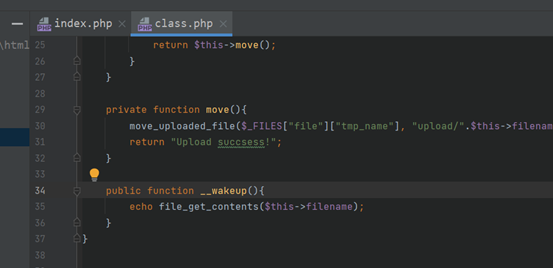 index.php class.php
\html
25 return $this->move();
26 }
27 }
28
29 private function move(){
30 move_uploaded_file($_FILES["file"]["tmp_name"], "upload/".$this->filenam
31 return "Upload succsess!";
32 }
33
34 public function __wakeup(){
35 echo file_get_contents($this->filename);
36 }
37 }
38